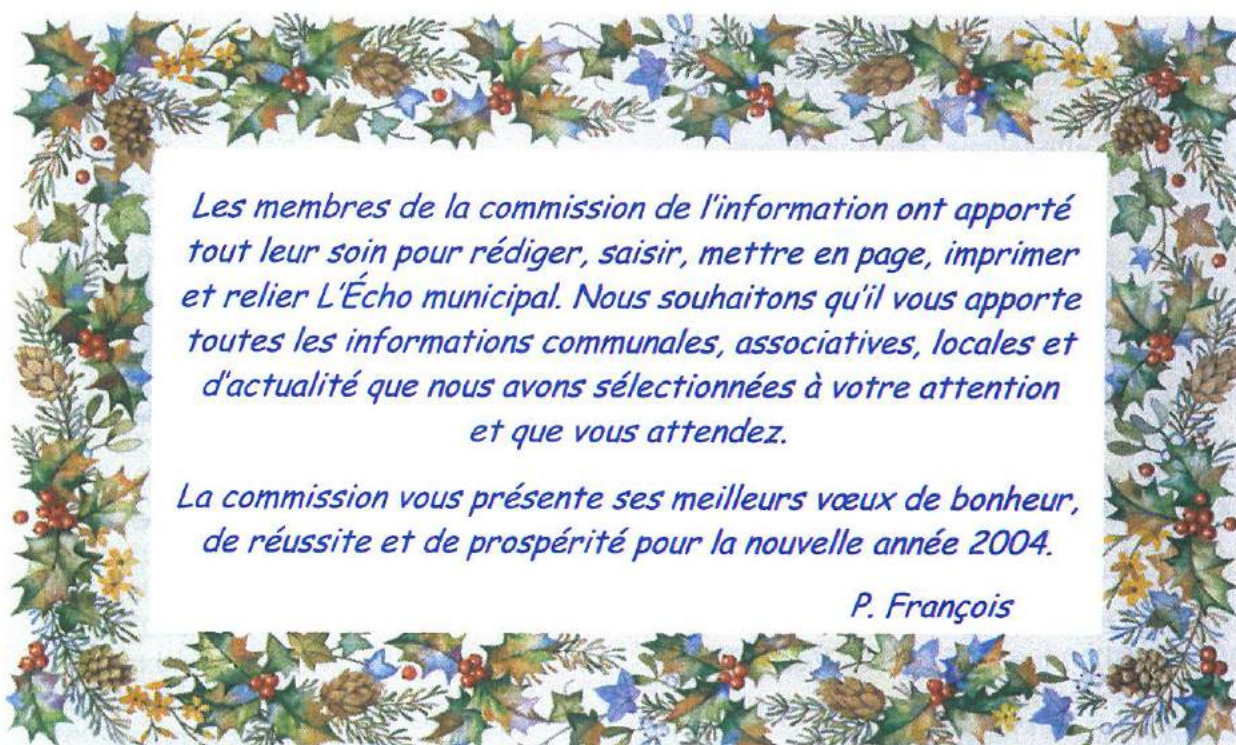 Les membres de la commission de l'information ont apporté
tout leur soin pour rédiger, saisir, mettre en page, imprimer
et relier L'Écho municipal. Nous souhaitons qu'il vous apporte
toutes les informations communales, associatives, locales et
d'actualité que nous avons sélectionnées à votre attention
et que vous attendez.
La commission vous présente ses meilleurs vœux de bonheur,
de réussite et de prospérité pour la nouvelle année 2004.
P. François